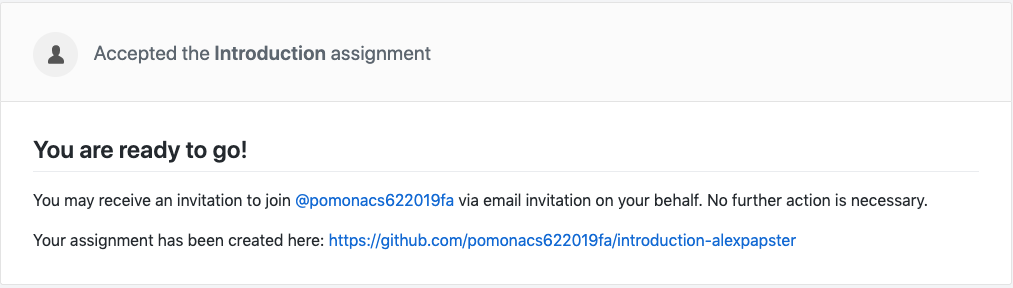 Accepted the Introduction assignment
You are ready to go!
You may receive an invitation to join @pomonacs622019fa via email invitation on your behalf. No further action is necessary.
Your assignment has been created here: https://github.com/pomonacs622019fa/introduction-alexpapster